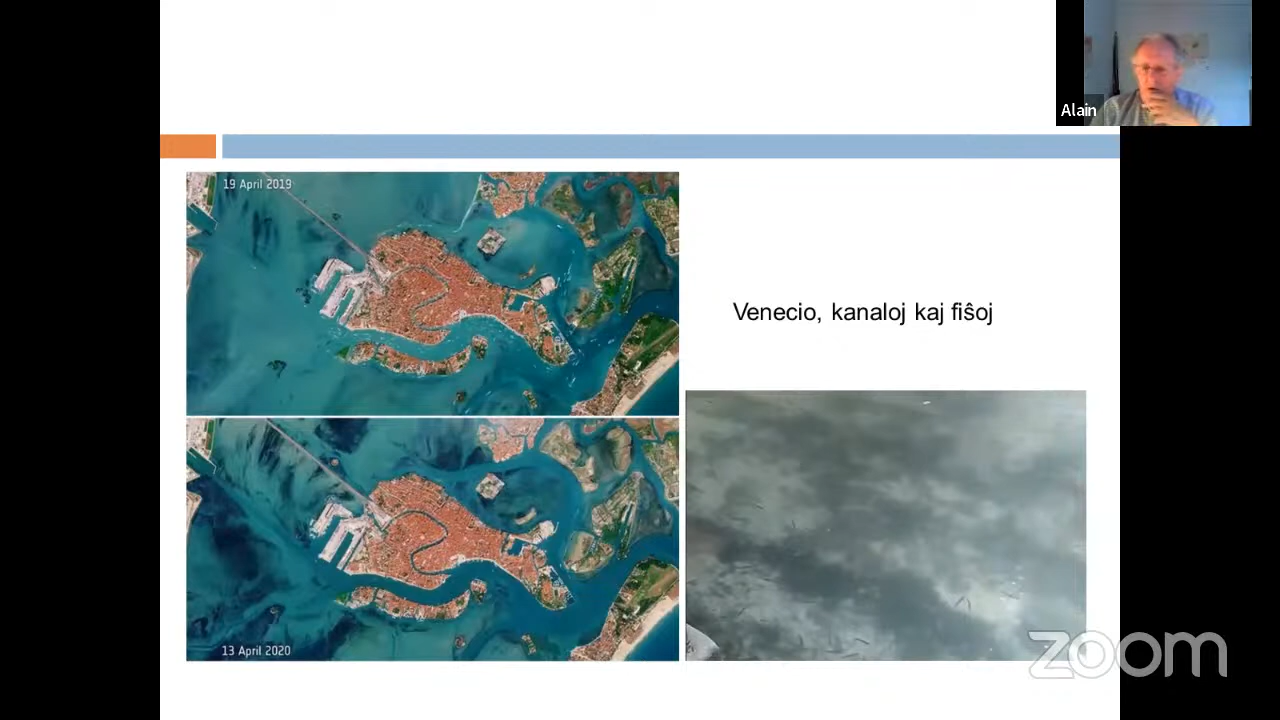 Alain
19 April 2019
Venecio, kanaloj kaj fiŝoj
13 April 2020
zoom